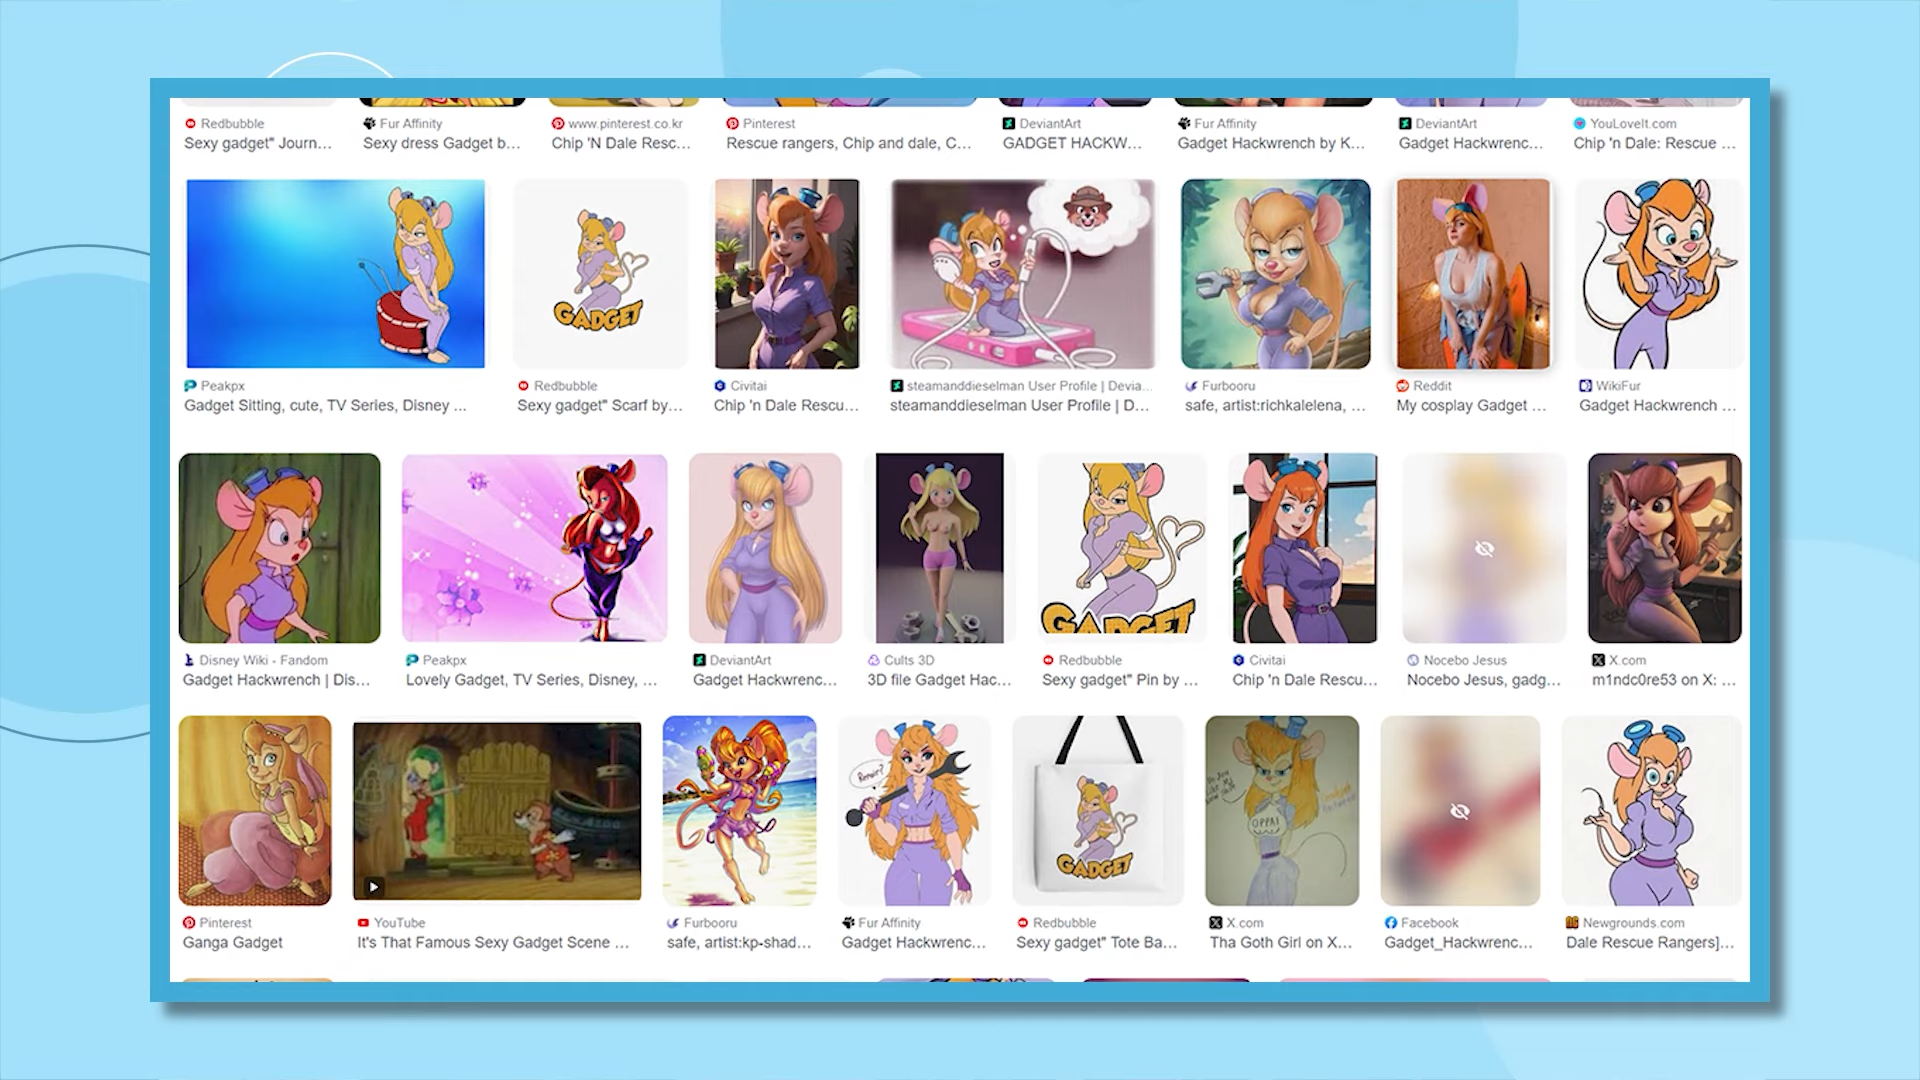 Redbubble
Sexy gadget" Journ...
Fur Affinity
Sexy dress Gadget b...
www.pinterest.co.kr
Chip 'N Dale Resc...
Pinterest
Rescue rangers, Chip and dale, C...
DeviantArt
GADGET HACKW...
Fur Affinity
Gadget Hackwrench by K...
DeviantArt
Gadget Hackwrenc...
YouLoveIt.com
Chip 'n Dale: Rescue ...
GADGET
Peakpx
Gadget Sitting, cute, TV Series, Disney ...
Redbubble
Sexy gadget" Scarf by...
Civitai
Chip 'n Dale Rescu...
steamanddieselman User Profile | Devia...
steamanddieselman User Profile | D...
Furbooru
safe, artist:richkalelena, ...
Reddit
My cosplay Gadget ...
WikiFur
Gadget Hackwrench ...
GADGET
Disney Wiki - Fandom
Gadget Hackwrench | Dis...
Peakpx
Lovely Gadget, TV Series, Disney, ...
DeviantArt
Gadget Hackwrenc...
Cults 3D
3D file Gadget Hac...
Redbubble
Sexy gadget" Pin by ...
Civitai
Chip 'n Dale Rescu...
Nocebo Jesus
Nocebo Jesus, gadg...
X.com
m1ndc0re53 on X: ...
Repair?
GADGET
OPPAI
Pinterest
Ganga Gadget
YouTube
It's That Famous Sexy Gadget Scene ...
Furbooru
safe, artist:kp-shad...
Fur Affinity
Gadget Hackwrenc...
Redbubble
Sexy gadget" Tote Ba...
X.com
Tha Goth Girl on X...
Facebook
Gadget_Hackwrenc...
Newgrounds.com
Dale Rescue Rangers]...